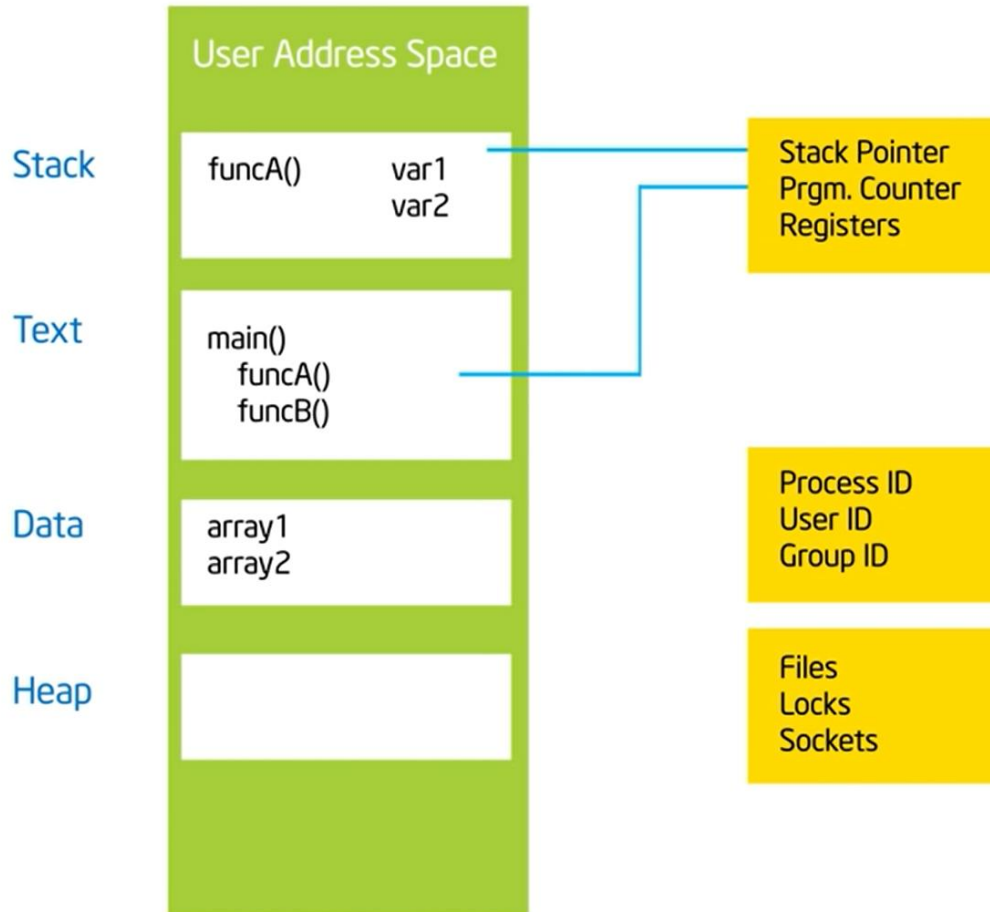 User Address Space
Stack
funcA() var1
var2
Text
main()
funcA()
funcB()
Data
array1
array2
Heap
Stack Pointer
Prgm. Counter
Registers
Process ID
User ID
Group ID
Files
Locks
Sockets